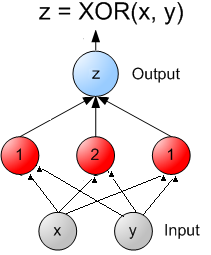 z = XOR(x, y)
z Output
1 2 1
x y Input